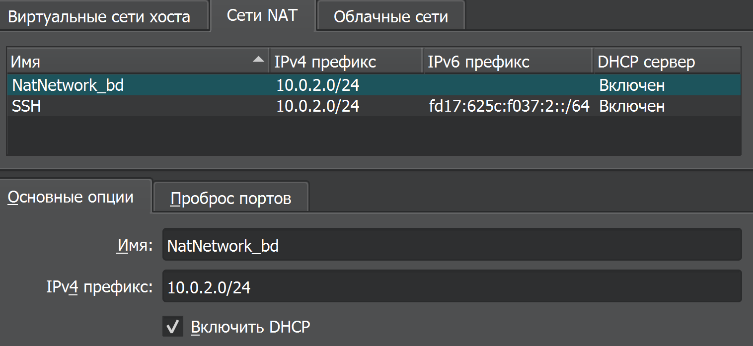 Виртуальные сети хоста Сети NAT Облачные сети
Имя IPv4 префикс IPv6 префикс DHCP сервер
NatNetwork_bd 10.0.2.0/24 Включен
SSH 10.0.2.0/24 fd17:625c:f037:2::/64 Включен
Основные опции Проброс портов
Имя: NatNetwork_bd
IPv4 префикс: 10.0.2.0/24
Включить DHCP